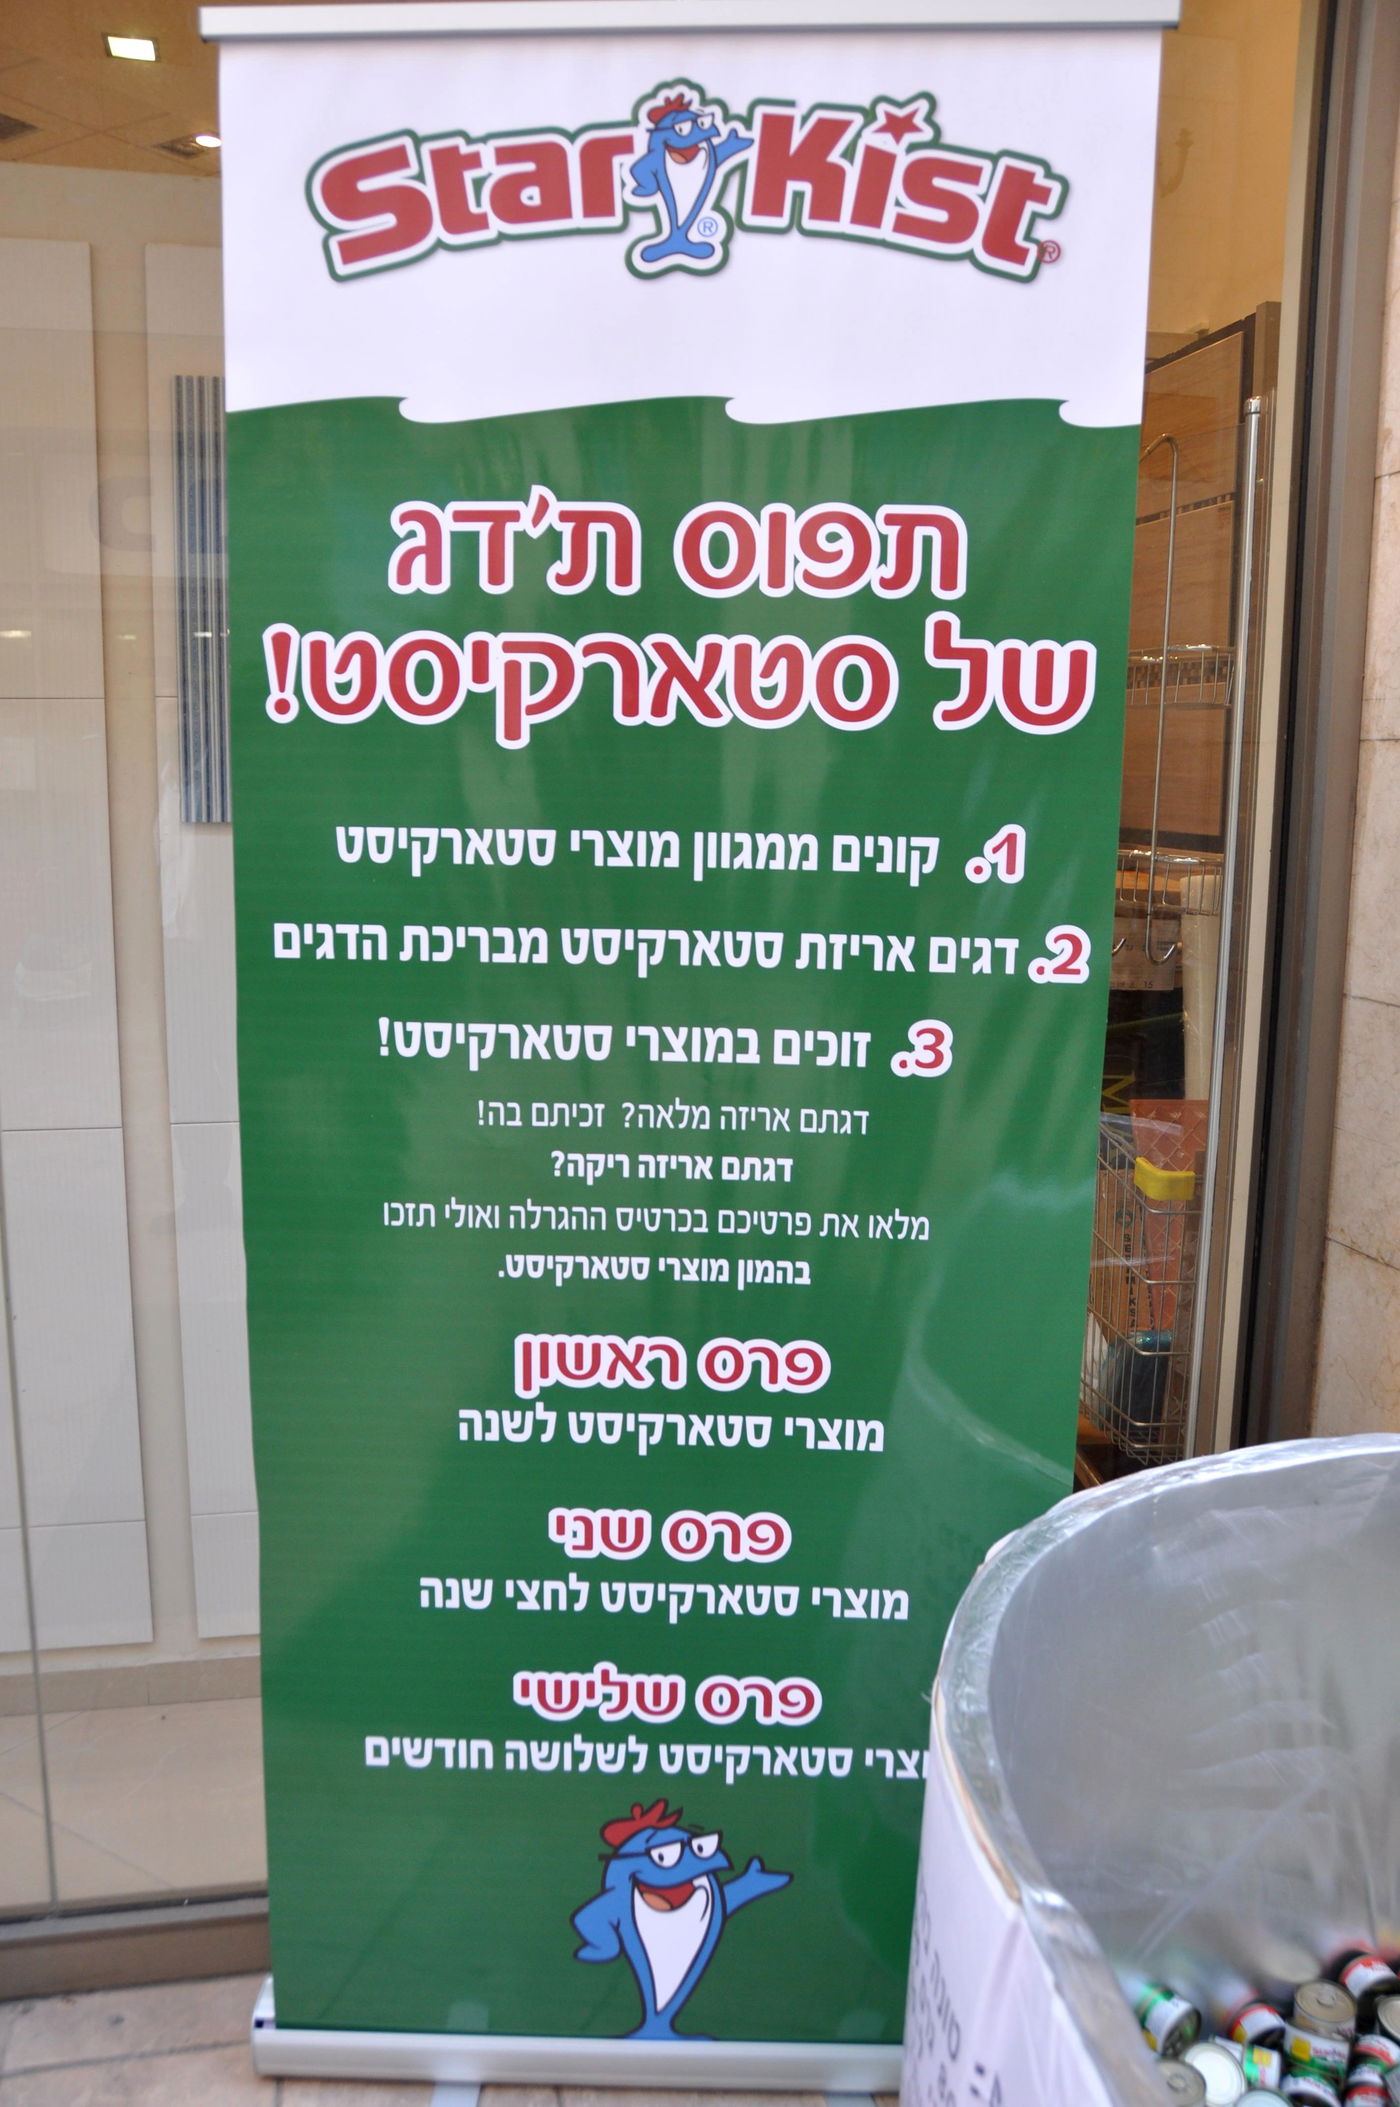 Star Kist
תפוס ת'דג
של סטארקיסט!
1. קונים ממגוון מוצרי סטארקיסט
2. דגים אריזת סטארקיסט מבריכת הדגים
3. זוכים במוצרי סטארקיסט!
דגתם אריזה מלאה? זכיתם בה!
דגתם אריזה ריקה?
מלאו את פרטיכם בכרטיס ההגרלה ואולי תזכו
בהמון מוצרי סטארקיסט.
פרס ראשון
מוצרי סטארקיסט לשנה
פרס שני
מוצרי סטארקיסט לחצי שנה
פרס שלישי
סטארקיסט לשלושה חודשים